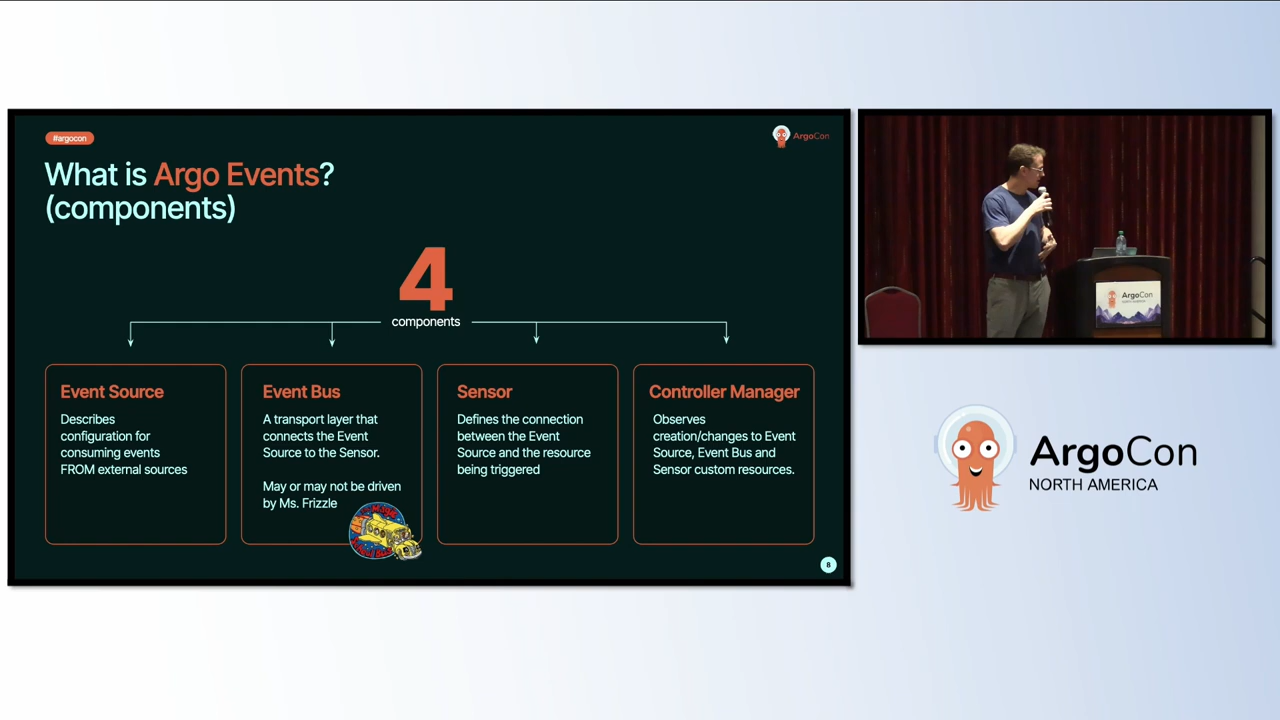 #argocon
ArgoCon
What is Argo Events?
(components)
4
components
Event Source
Describes
configuration for
consuming events
FROM external sources
Event Bus
A transport layer that
connects the Event
Source to the Sensor.
May or may not be driven
by Ms. Frizzle
Sensor
Defines the connection
between the Event
Source and the resource
being triggered
Controller Manager
Observes
creation/changes to Event
Source, Event Bus and
Sensor custom resources.
8
ArgoCon
ArgoCon
NORTH AMERICA